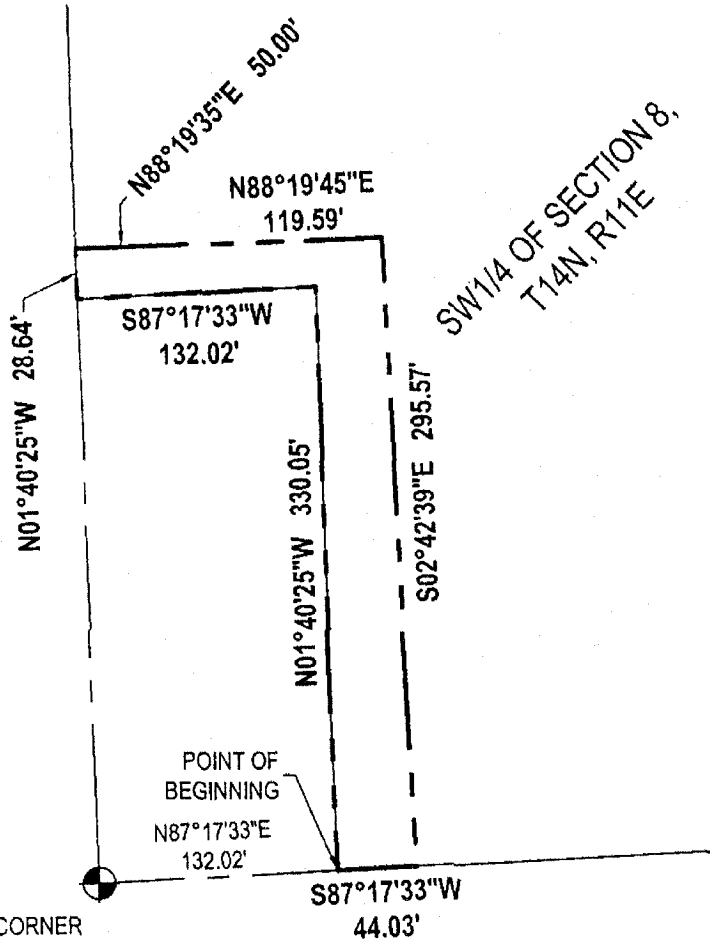 N88°19'35"E 50.00'
N88°19'45"E
119.59'
SW1/4 OF SECTION 8,
T14N, R11E
S87°17'33"W
132.02'
N01°40'25"W 28.64'
N01°40'25"W 330.05'
S02°42'39"E 295.57'
POINT OF
BEGINNING
N87°17'33"E
132.02'
CORNER
S87°17'33"W
44.03'